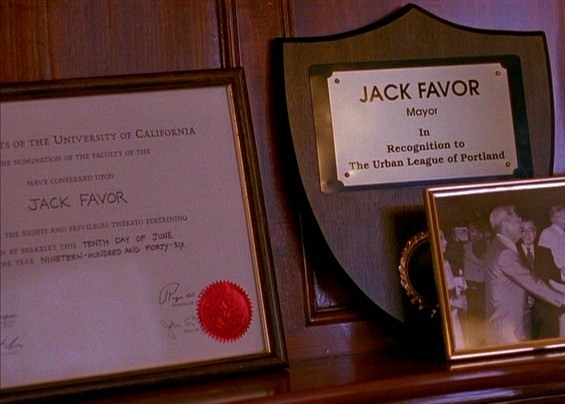 TS OF THE UNIVERSITY OF CALIFORNIA
NOMINATION OF THE FACULTY OF THE
HAVE CONFERRED UPON
JACK FAVOR
THE RIGHTS AND PRIVILEGES THERETO PERTAINING
AT BERKELEY THIS TENTH DAY OF JUNE
YEAR NINETEEN-HUNDRED AND FORTY-SIX
JACK FAVOR
Mayor
In
Recognition to
The Urban League of Portland